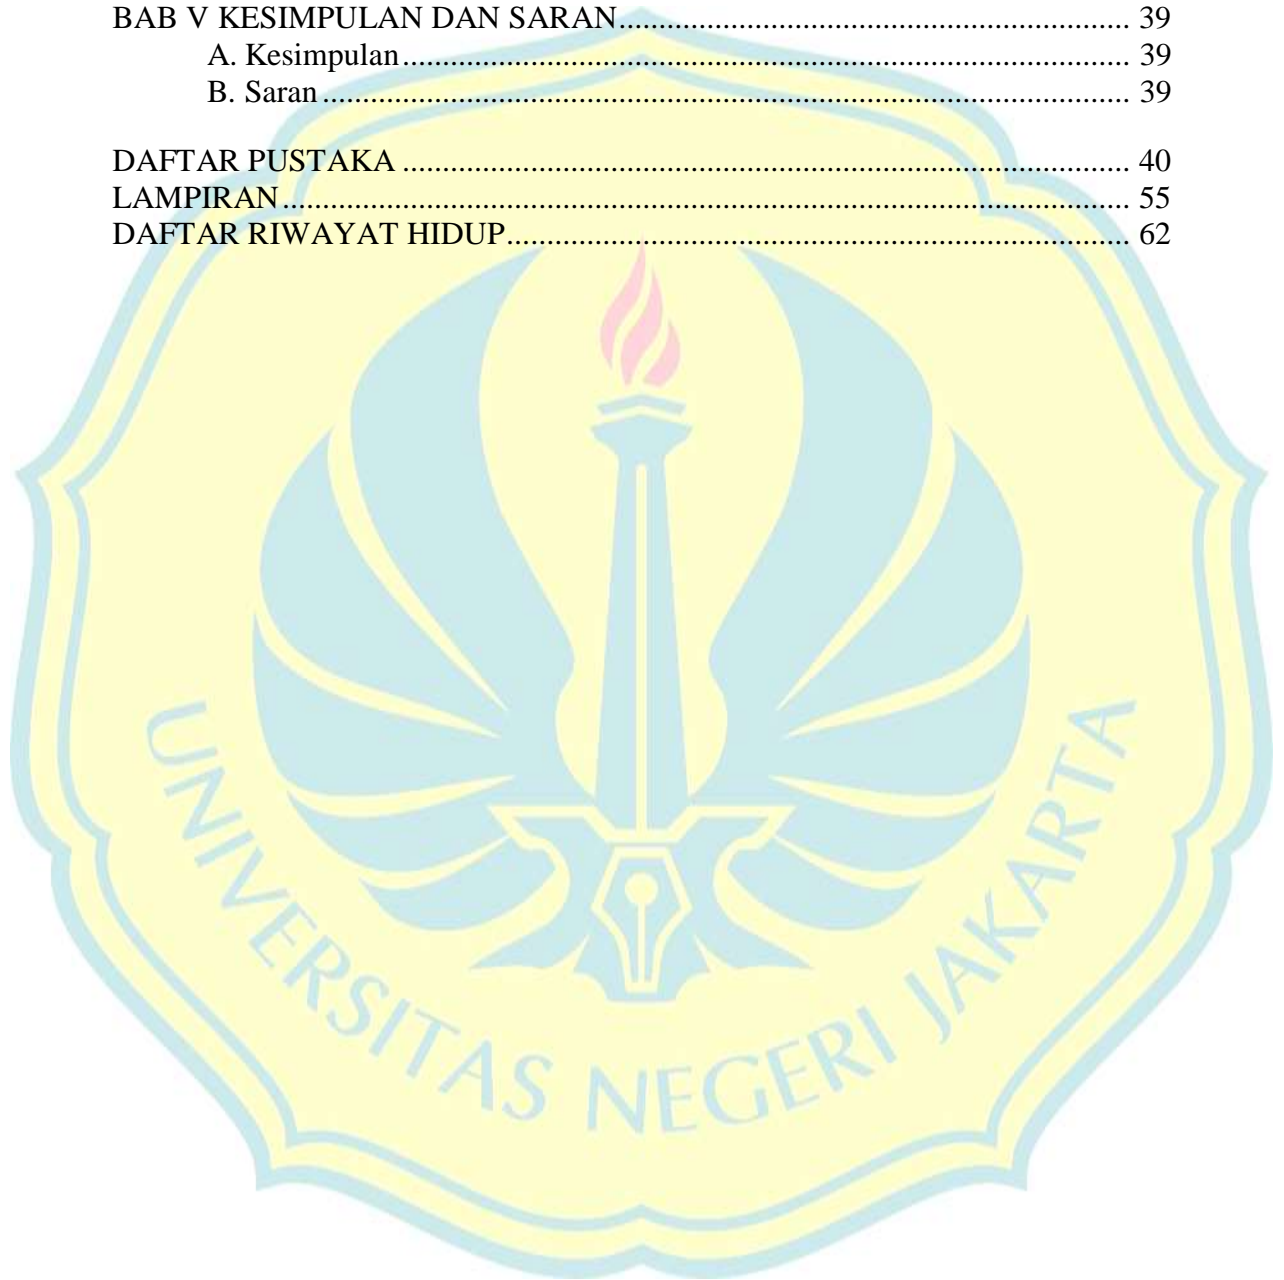 BAB V KESIMPULAN DAN SARAN................................................................ 39
A. Kesimpulan........................................................................................... 39
B. Saran..................................................................................................... 39
DAFTAR PUSTAKA ........................................................................................... 40
LAMPIRAN.......................................................................................................... 55
DAFTAR RIWAYAT HIDUP.............................................................................. 62
UNIVERSITAS NEGERI JAKARTA